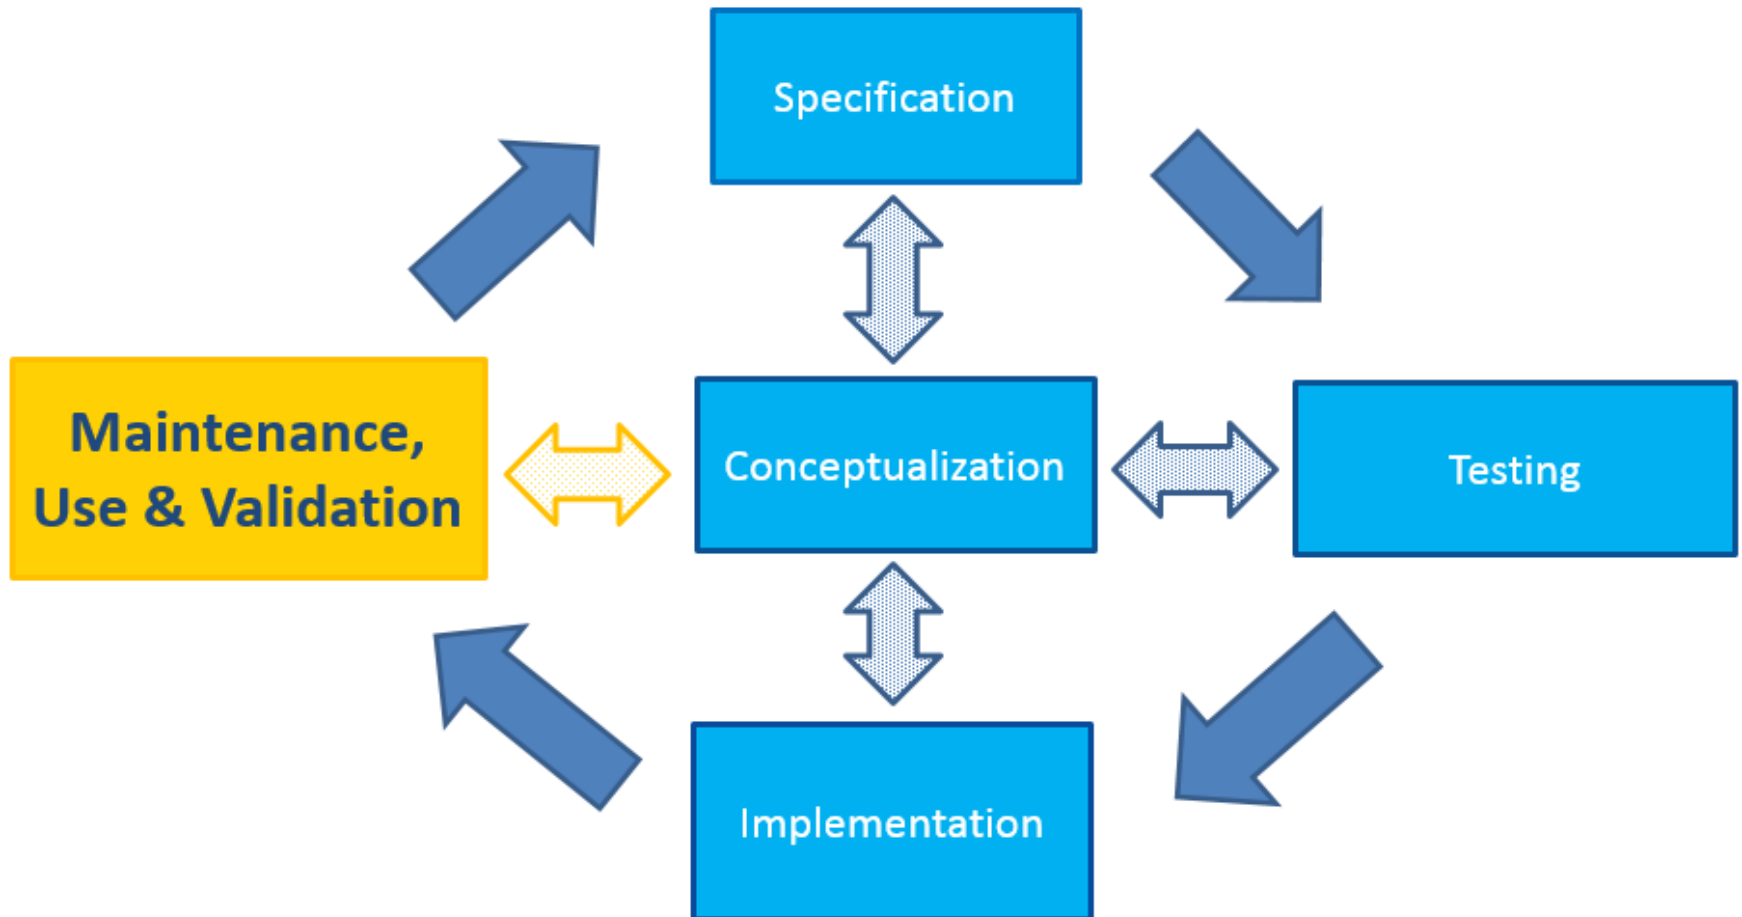 Specification
Maintenance,
Use & Validation
Conceptualization
Testing
Implementation